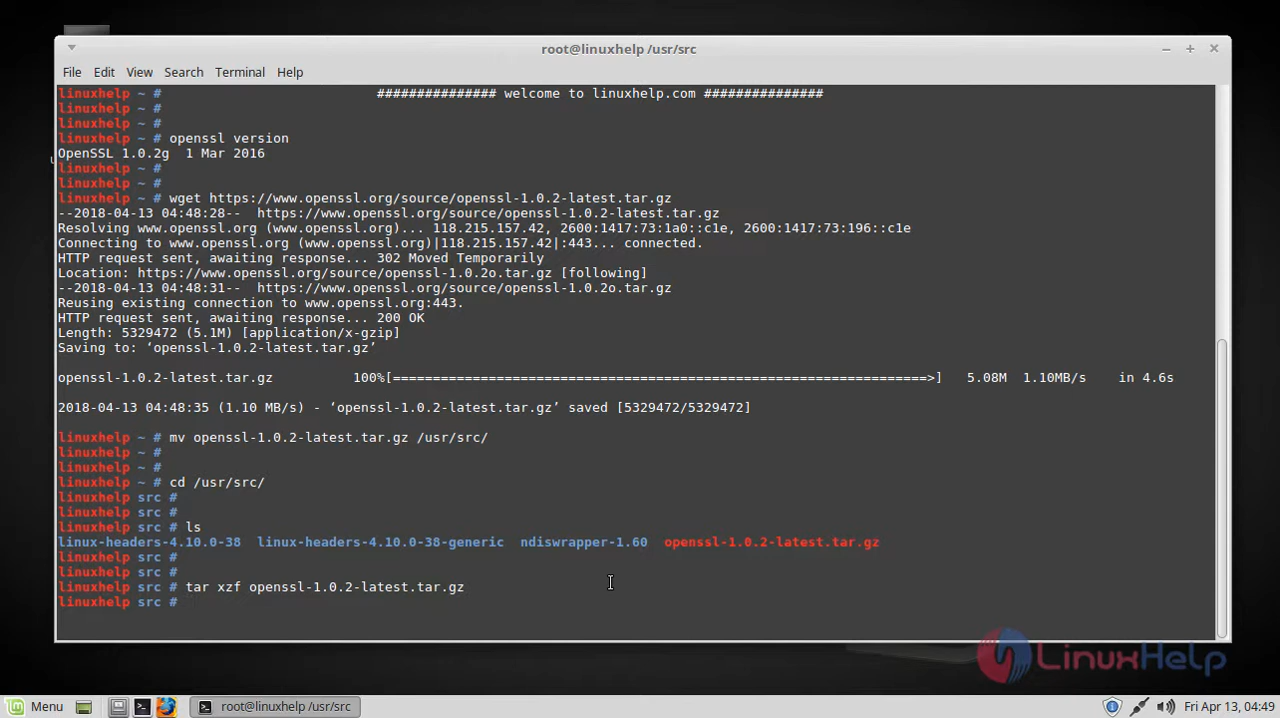 root@linuxhelp /usr/src
File Edit View Search Terminal Help
linuxhelp ~ # ############### welcome to linuxhelp.com ###############
linuxhelp ~ #
linuxhelp ~ #
linuxhelp ~ # openssl version
OpenSSL 1.0.2g  1 Mar 2016
linuxhelp ~ #
linuxhelp ~ #
linuxhelp ~ # wget https://www.openssl.org/source/openssl-1.0.2-latest.tar.gz
--2018-04-13 04:48:28--  https://www.openssl.org/source/openssl-1.0.2-latest.tar.gz
Resolving www.openssl.org (www.openssl.org)... 118.215.157.42, 2600:1417:73:1a0::c1e, 2600:1417:73:196::c1e
Connecting to www.openssl.org (www.openssl.org)|118.215.157.42|:443... connected.
HTTP request sent, awaiting response... 302 Moved Temporarily
Location: https://www.openssl.org/source/openssl-1.0.2o.tar.gz [following]
--2018-04-13 04:48:31--  https://www.openssl.org/source/openssl-1.0.2o.tar.gz
Reusing existing connection to www.openssl.org:443.
HTTP request sent, awaiting response... 200 OK
Length: 5329472 (5.1M) [application/x-gzip]
Saving to: ‘openssl-1.0.2-latest.tar.gz’
openssl-1.0.2-latest.tar.gz 100%[===================================================================>] 5.08M 1.10MB/s in 4.6s
2018-04-13 04:48:35 (1.10 MB/s) - ‘openssl-1.0.2-latest.tar.gz’ saved [5329472/5329472]
linuxhelp ~ # mv openssl-1.0.2-latest.tar.gz /usr/src/
linuxhelp ~ #
linuxhelp ~ #
linuxhelp ~ # cd /usr/src/
linuxhelp src #
linuxhelp src #
linuxhelp src # ls
linux-headers-4.10.0-38  linux-headers-4.10.0-38-generic  ndiswrapper-1.60  openssl-1.0.2-latest.tar.gz
linuxhelp src #
linuxhelp src #
linuxhelp src # tar xzf openssl-1.0.2-latest.tar.gz
linuxhelp src #
LinuxHelp
Menu root@linuxhelp /usr/src Fri Apr 13, 04:49